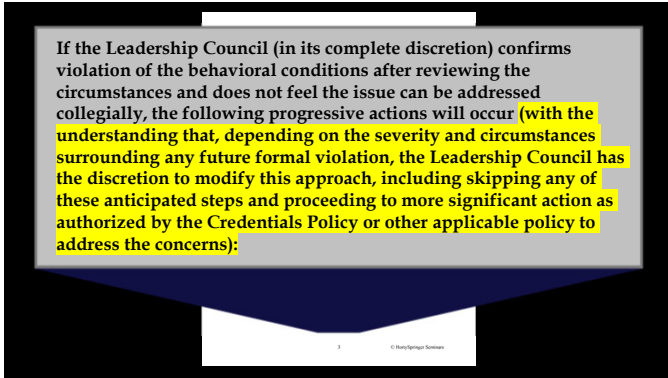 If the Leadership Council (in its complete discretion) confirms
violation of the behavioral conditions after reviewing the
circumstances and does not feel the issue can be addressed
collegially, the following progressive actions will occur (with the
understanding that, depending on the severity and circumstances
surrounding any future formal violation, the Leadership Council has
the discretion to modify this approach, including skipping any of
these anticipated steps and proceeding to more significant action as
authorized by the Credentials Policy or other applicable policy to
address the concerns):
3 © HortySpringer Seminars